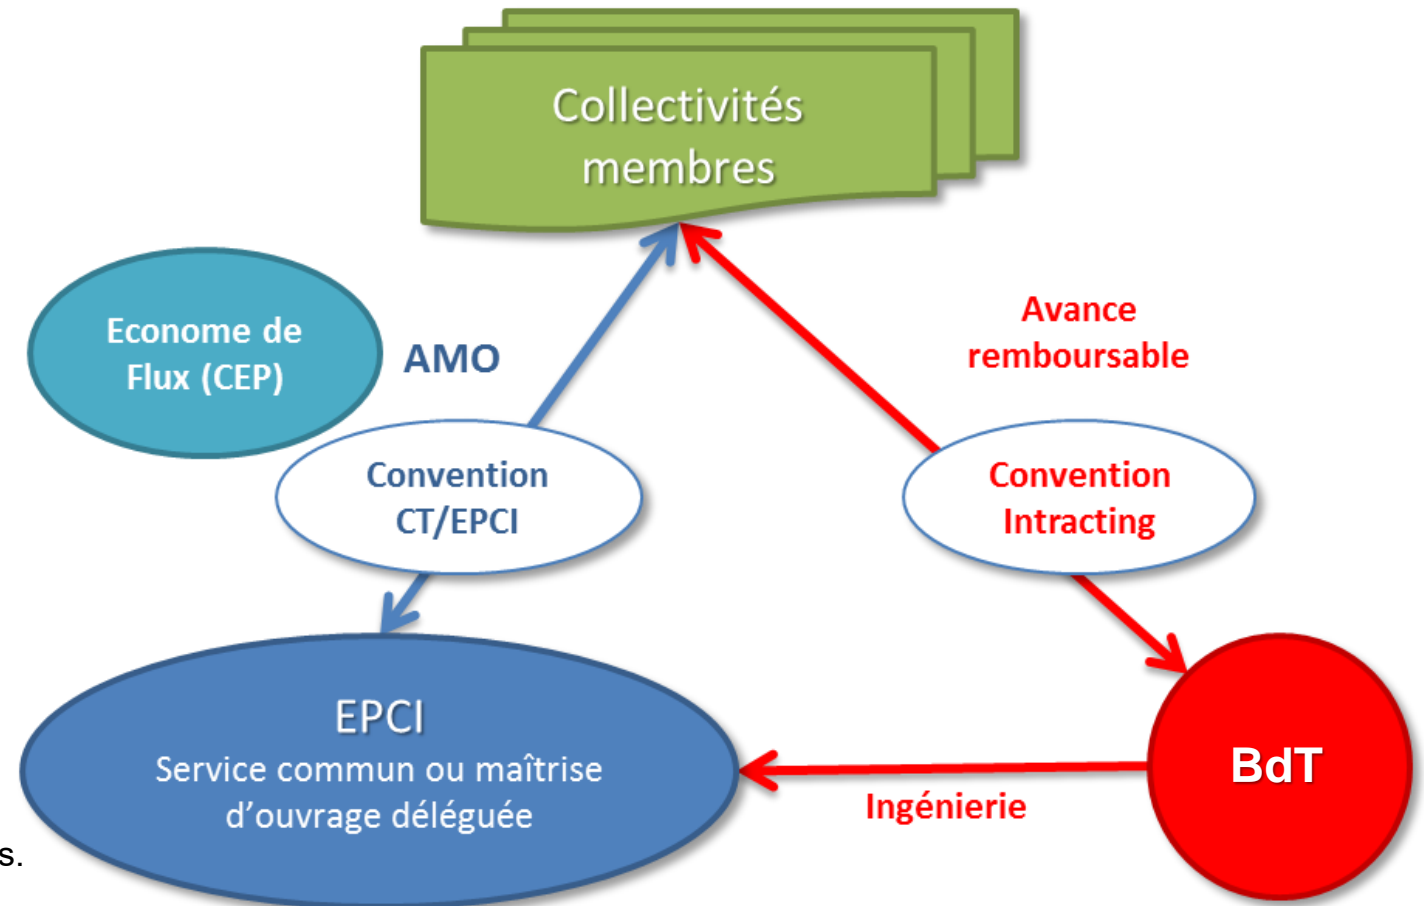 Collectivités
membres
Econome de
Flux (CEP)
AMO
Avance
remboursable
Convention
CT/EPCI
Convention
Intracting
EPCI
Service commun ou maîtrise
d’ouvrage déléguée
BdT
Ingénierie
s.